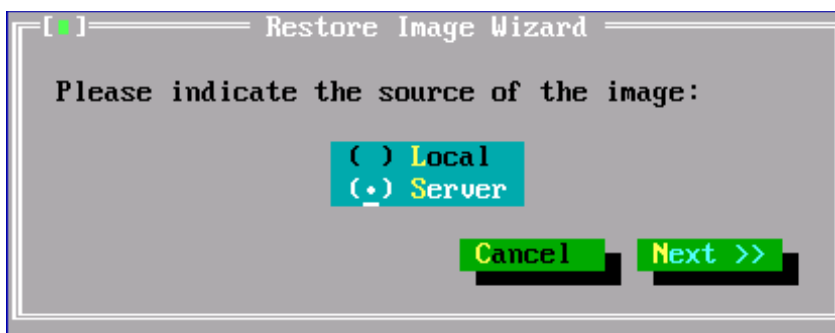 [■] Restore Image Wizard
Please indicate the source of the image:
( ) Local
(•) Server
Cancel Next >>